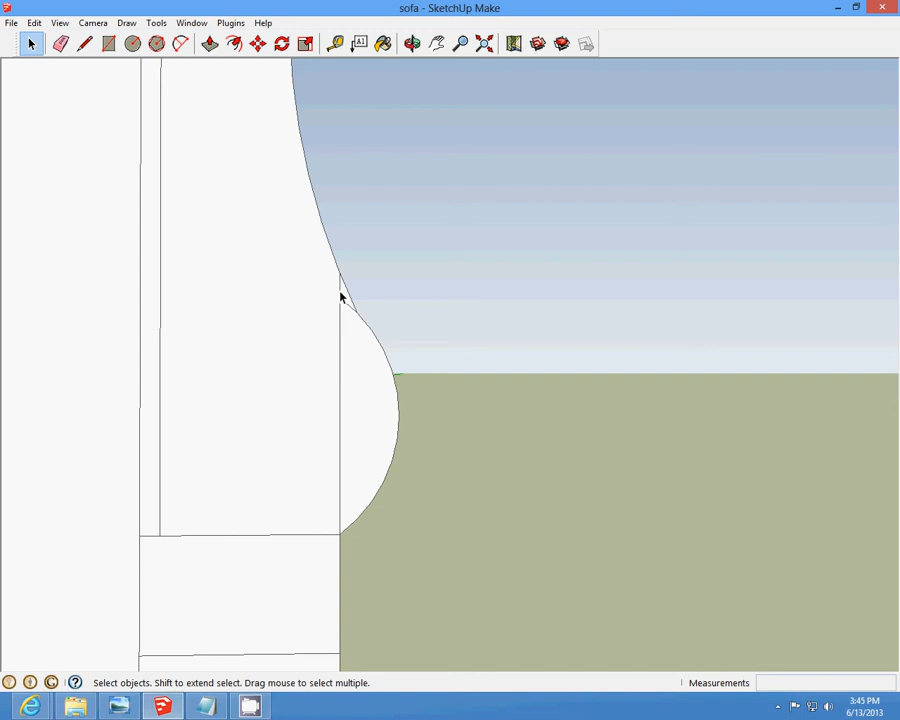 sofa - SketchUp Make
File Edit View Camera Draw Tools Window Plugins Help
A1
Select objects. Shift to extend select. Drag mouse to select multiple.
Measurements
3:45 PM
6/13/2013